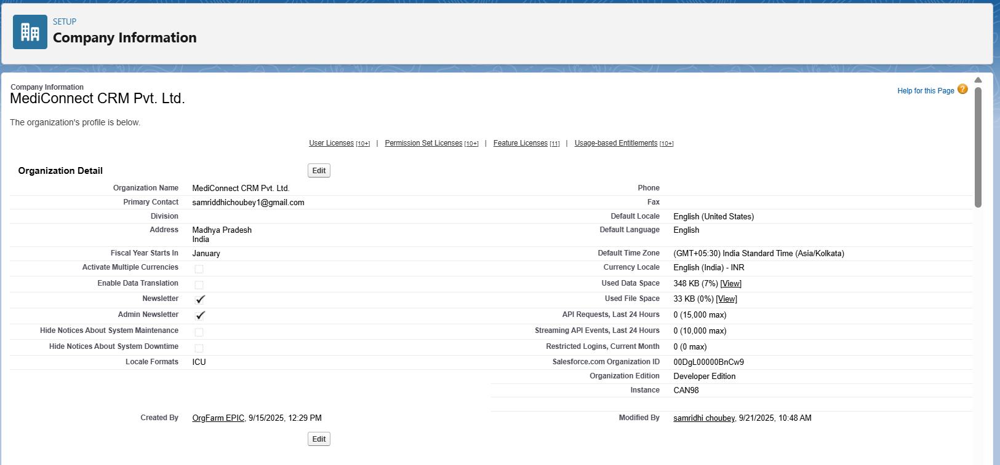 SETUP
Company Information
Company Information
MediConnect CRM Pvt. Ltd.
Help for this Page ?
The organization's profile is below.
User Licenses [10+] | Permission Set Licenses [10+] | Feature Licenses [11] | Usage-based Entitlements [10+]
Organization Detail Edit
Organization Name MediConnect CRM Pvt. Ltd. Phone
Primary Contact samriddhichoubey1@gmail.com Fax
Division Default Locale English (United States)
Address Madhya Pradesh Default Language English
India
Fiscal Year Starts In January Default Time Zone (GMT+05:30) India Standard Time (Asia/Kolkata)
Activate Multiple Currencies Currency Locale English (India) - INR
Enable Data Translation Used Data Space 348 KB (7%) [View]
Newsletter Used File Space 33 KB (0%) [View]
Admin Newsletter API Requests, Last 24 Hours 0 (15,000 max)
Hide Notices About System Maintenance Streaming API Events, Last 24 Hours 0 (10,000 max)
Hide Notices About System Downtime Restricted Logins, Current Month 0 (0 max)
Locale Formats ICU Salesforce.com Organization ID 00DgL00000BnCw9
Organization Edition Developer Edition
Instance CAN98
Created By OrgFarm EPIC, 9/15/2025, 12:29 PM Modified By samridhi choubey, 9/21/2025, 10:48 AM
Edit